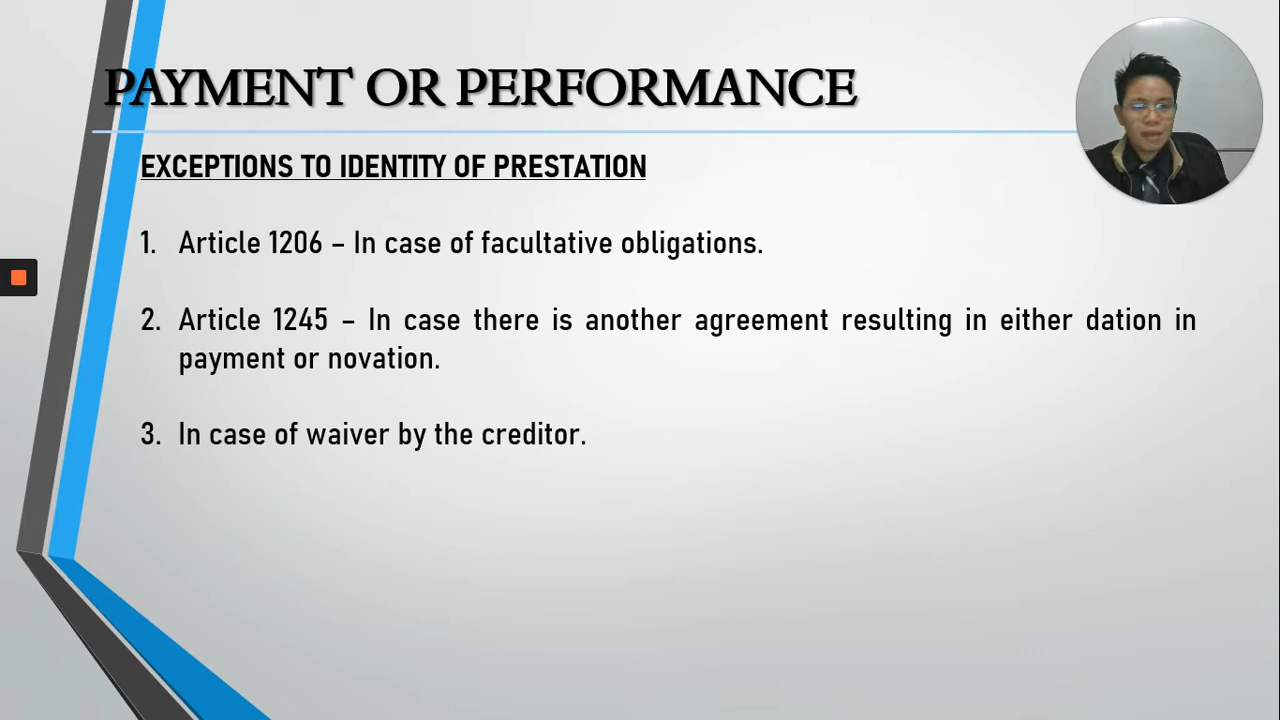 PAYMENT OR PERFORMANCE
EXCEPTIONS TO IDENTITY OF PRESTATION
1. Article 1206 – In case of facultative obligations.
2. Article 1245 – In case there is another agreement resulting in either dation in
payment or novation.
3. In case of waiver by the creditor.